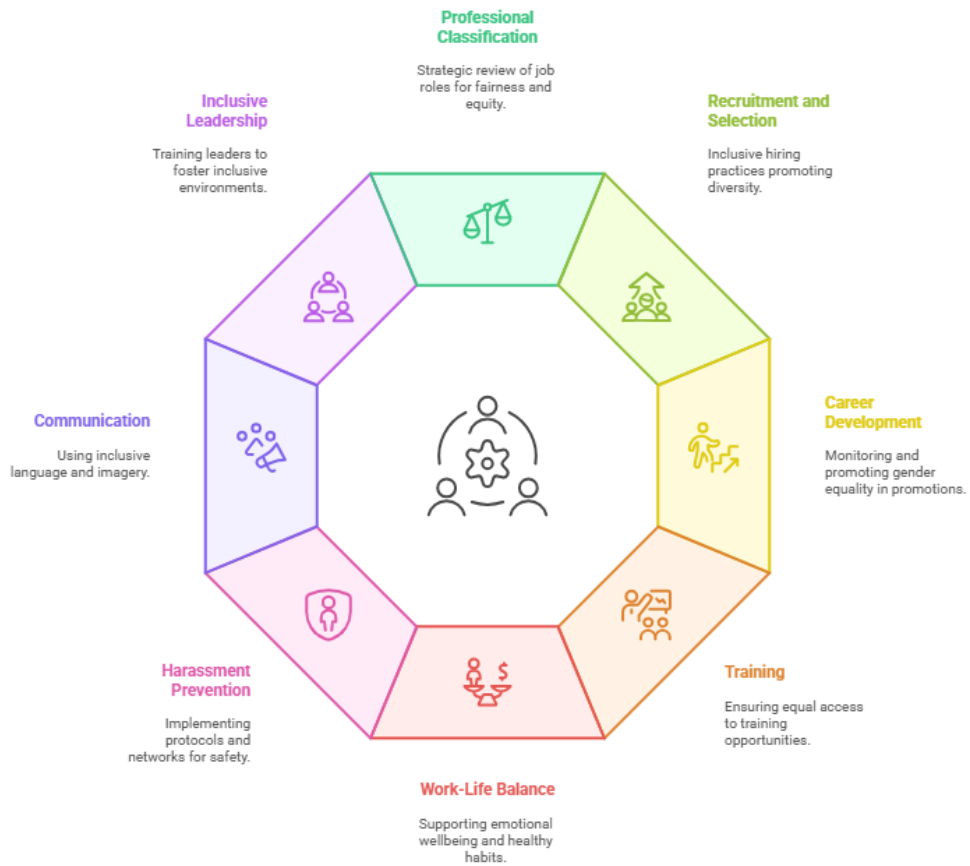 Professional
Classification
Strategic review of job
roles for fairness and
equity.
Recruitment and
Selection
Inclusive hiring
practices promoting
diversity.
Career
Development
Monitoring and
promoting gender
equality in promotions.
Training
Ensuring equal access
to training
opportunities.
Work-Life Balance
Supporting emotional
wellbeing and healthy
habits.
Harassment
Prevention
Implementing
protocols and
networks for safety.
Communication
Using inclusive
language and imagery.
Inclusive
Leadership
Training leaders to
foster inclusive
environments.
$